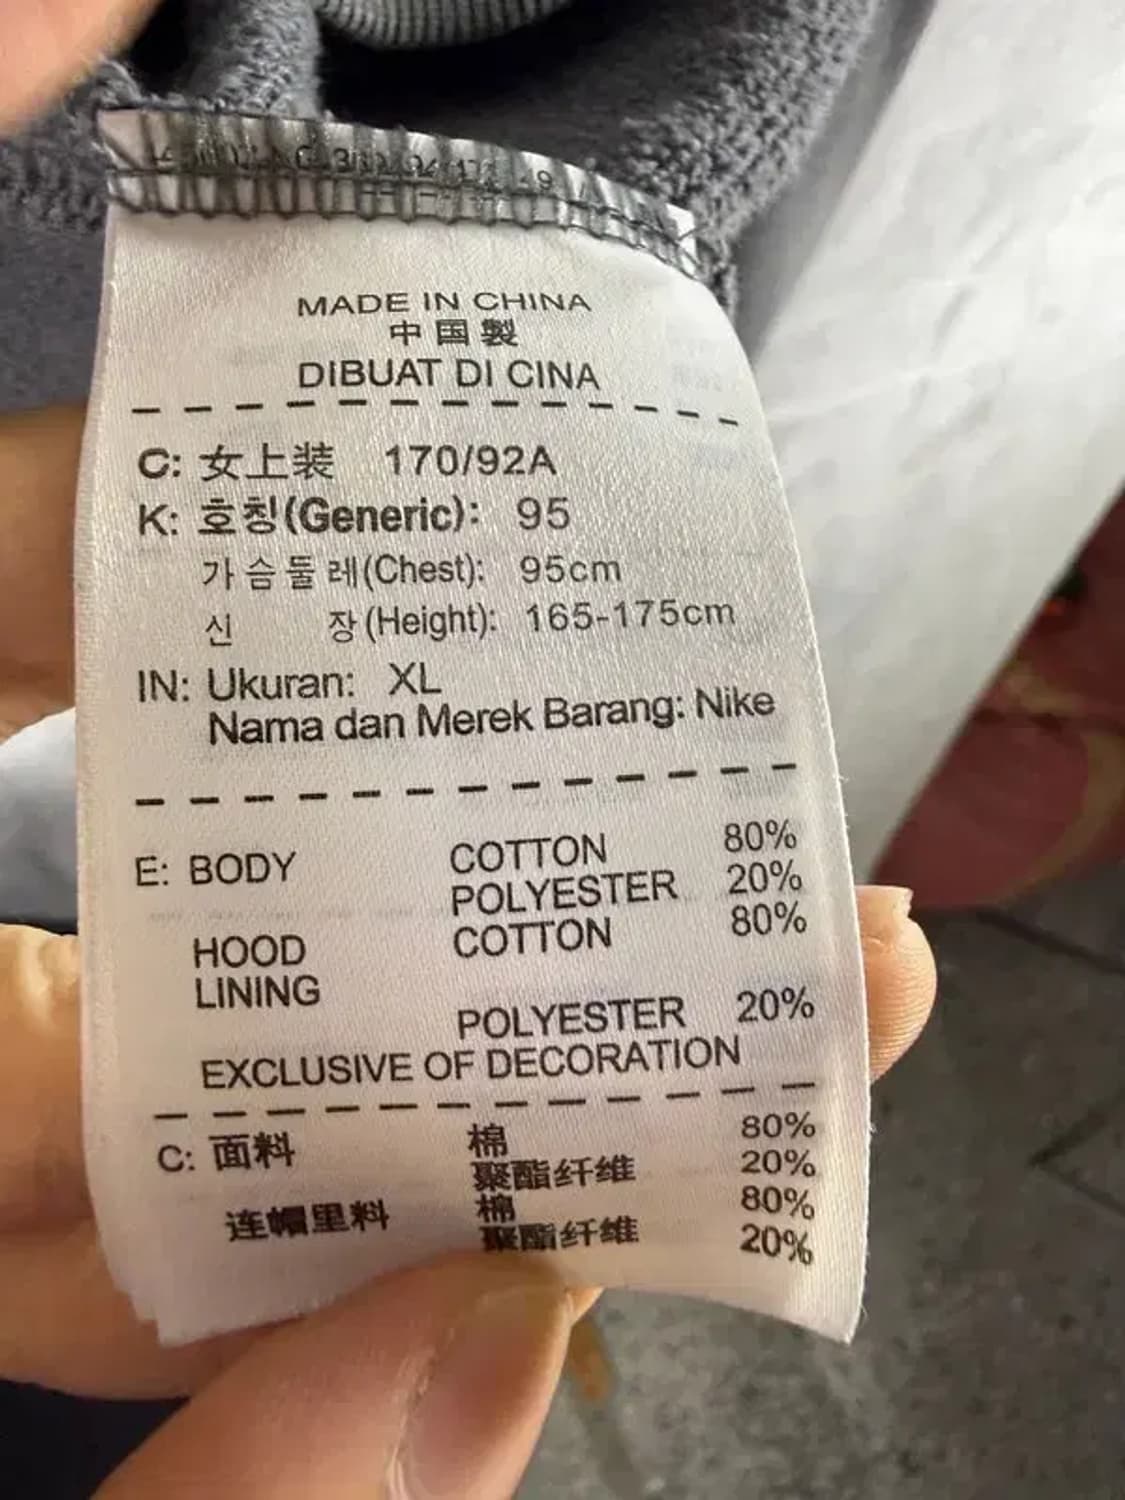 MADE IN CHINA
中国製
DIBUAT DI CINA
C: 女上装 170/92A
K: 호칭(Generic): 95
가슴둘레(Chest): 95cm
신 장(Height): 165-175cm
IN: Ukuran: XL
Nama dan Merek Barang: Nike
E: BODY COTTON 80%
POLYESTER 20%
HOOD COTTON 80%
LINING
POLYESTER 20%
EXCLUSIVE OF DECORATION
C: 面料 棉 80%
聚酯纤维 20%
连帽里料 棉 80%
聚酯纤维 20%